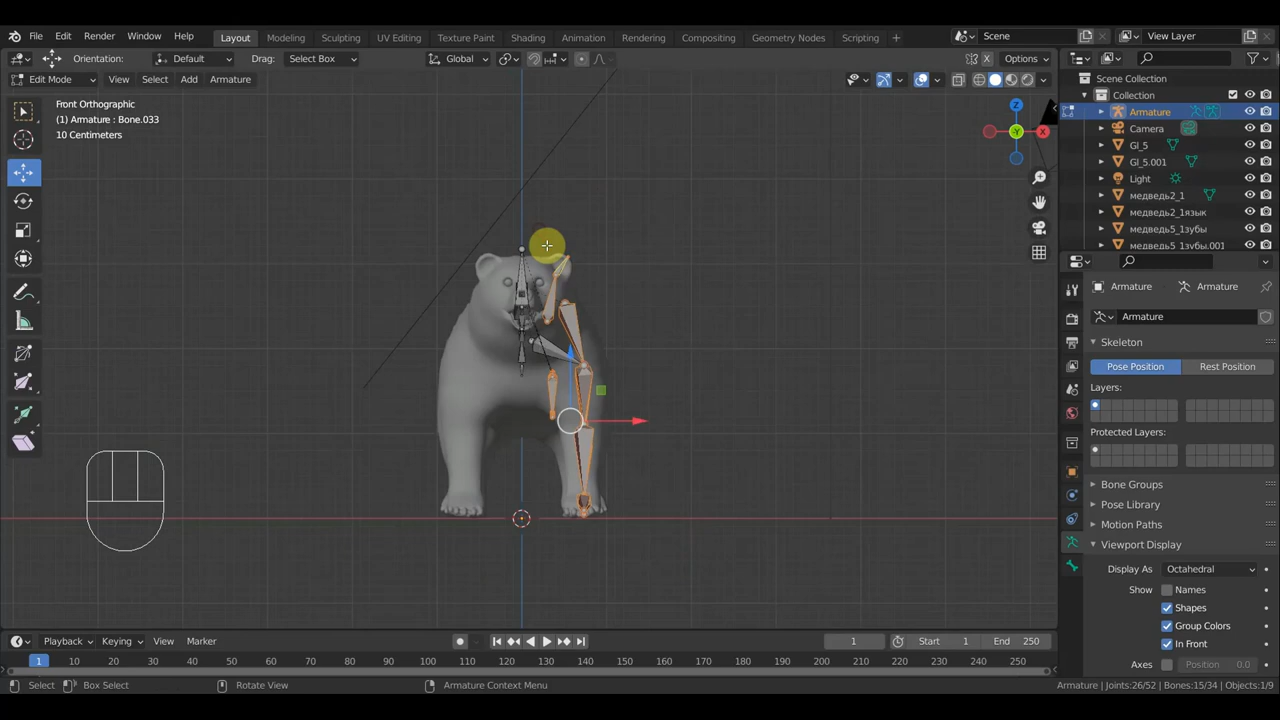 File Edit Render Window Help Layout Modeling Sculpting UV Editing Texture Paint Shading Animation Rendering Compositing Geometry Nodes Scripting + Scene View Layer
Orientation: Default Drag: Select Box Global X Options
Edit Mode View Select Add Armature
Front Orthographic
(1) Armature : Bone.033
10 Centimeters
Z
-Y
X
Scene Collection
Collection
Armature
Camera
Gl_5
Gl_5.001
Light
медведь2_1
медведь2_1язык
медведь5_1зубы
медведь5_1зубы.001
Armature Armature
Armature
Skeleton
Pose Position Rest Position
Layers:
Protected Layers:
Bone Groups
Pose Library
Motion Paths
Viewport Display
Display As Octahedral
Show Names
Shapes
Group Colors
In Front
Axes Position 0.0
Playback Keying View Marker 1 Start 1 End 250
1 10 20 30 40 50 60 70 80 90 100 110 120 130 140 150 160 170 180 190 200 210 220 230 240 250
Select Box Select Rotate View Armature Context Menu Armature | Joints:26/52 | Bones:15/34 | Objects:1/9